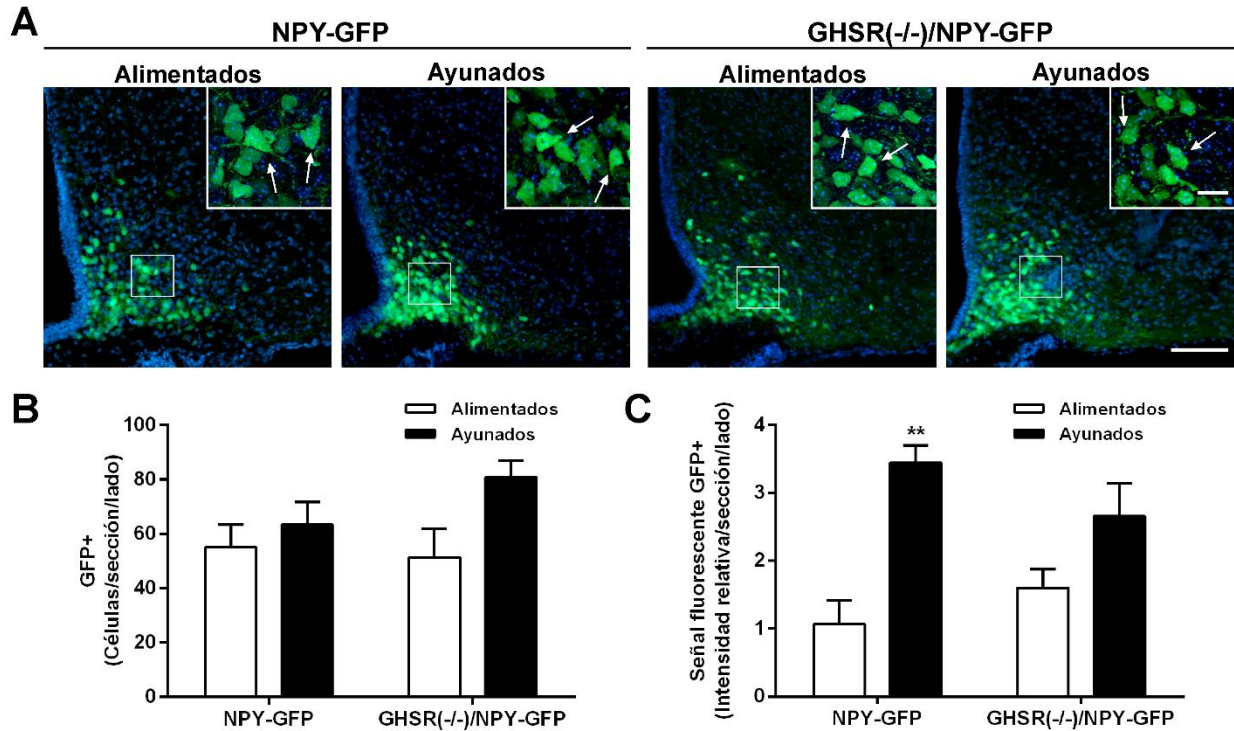 A
NPY-GFP
GHSR(-/-)/NPY-GFP
Alimentados
Ayunados
Alimentados
Ayunados
B
Alimentados
Ayunados
GFP+
(Células/sección/lado)
100
80
60
40
20
0
NPY-GFP
GHSR(-/-)/NPY-GFP
C
Alimentados
Ayunados
Señal fluorescente GFP+
(Intensidad relativa/sección/lado)
4
3
2
1
0
**
NPY-GFP
GHSR(-/-)/NPY-GFP